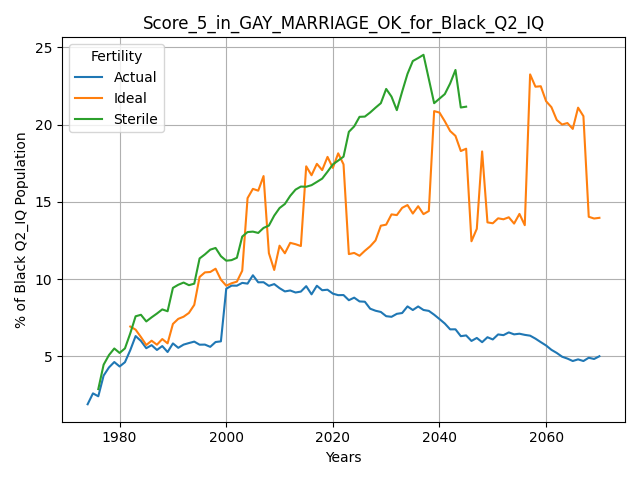 Score_5_in_GAY_MARRIAGE_OK_for_Black_Q2_IQ
Fertility
Actual
Ideal
Sterile
% of Black Q2_IQ Population
25
20
15
10
5
1980
2000
2020
2040
2060
Years